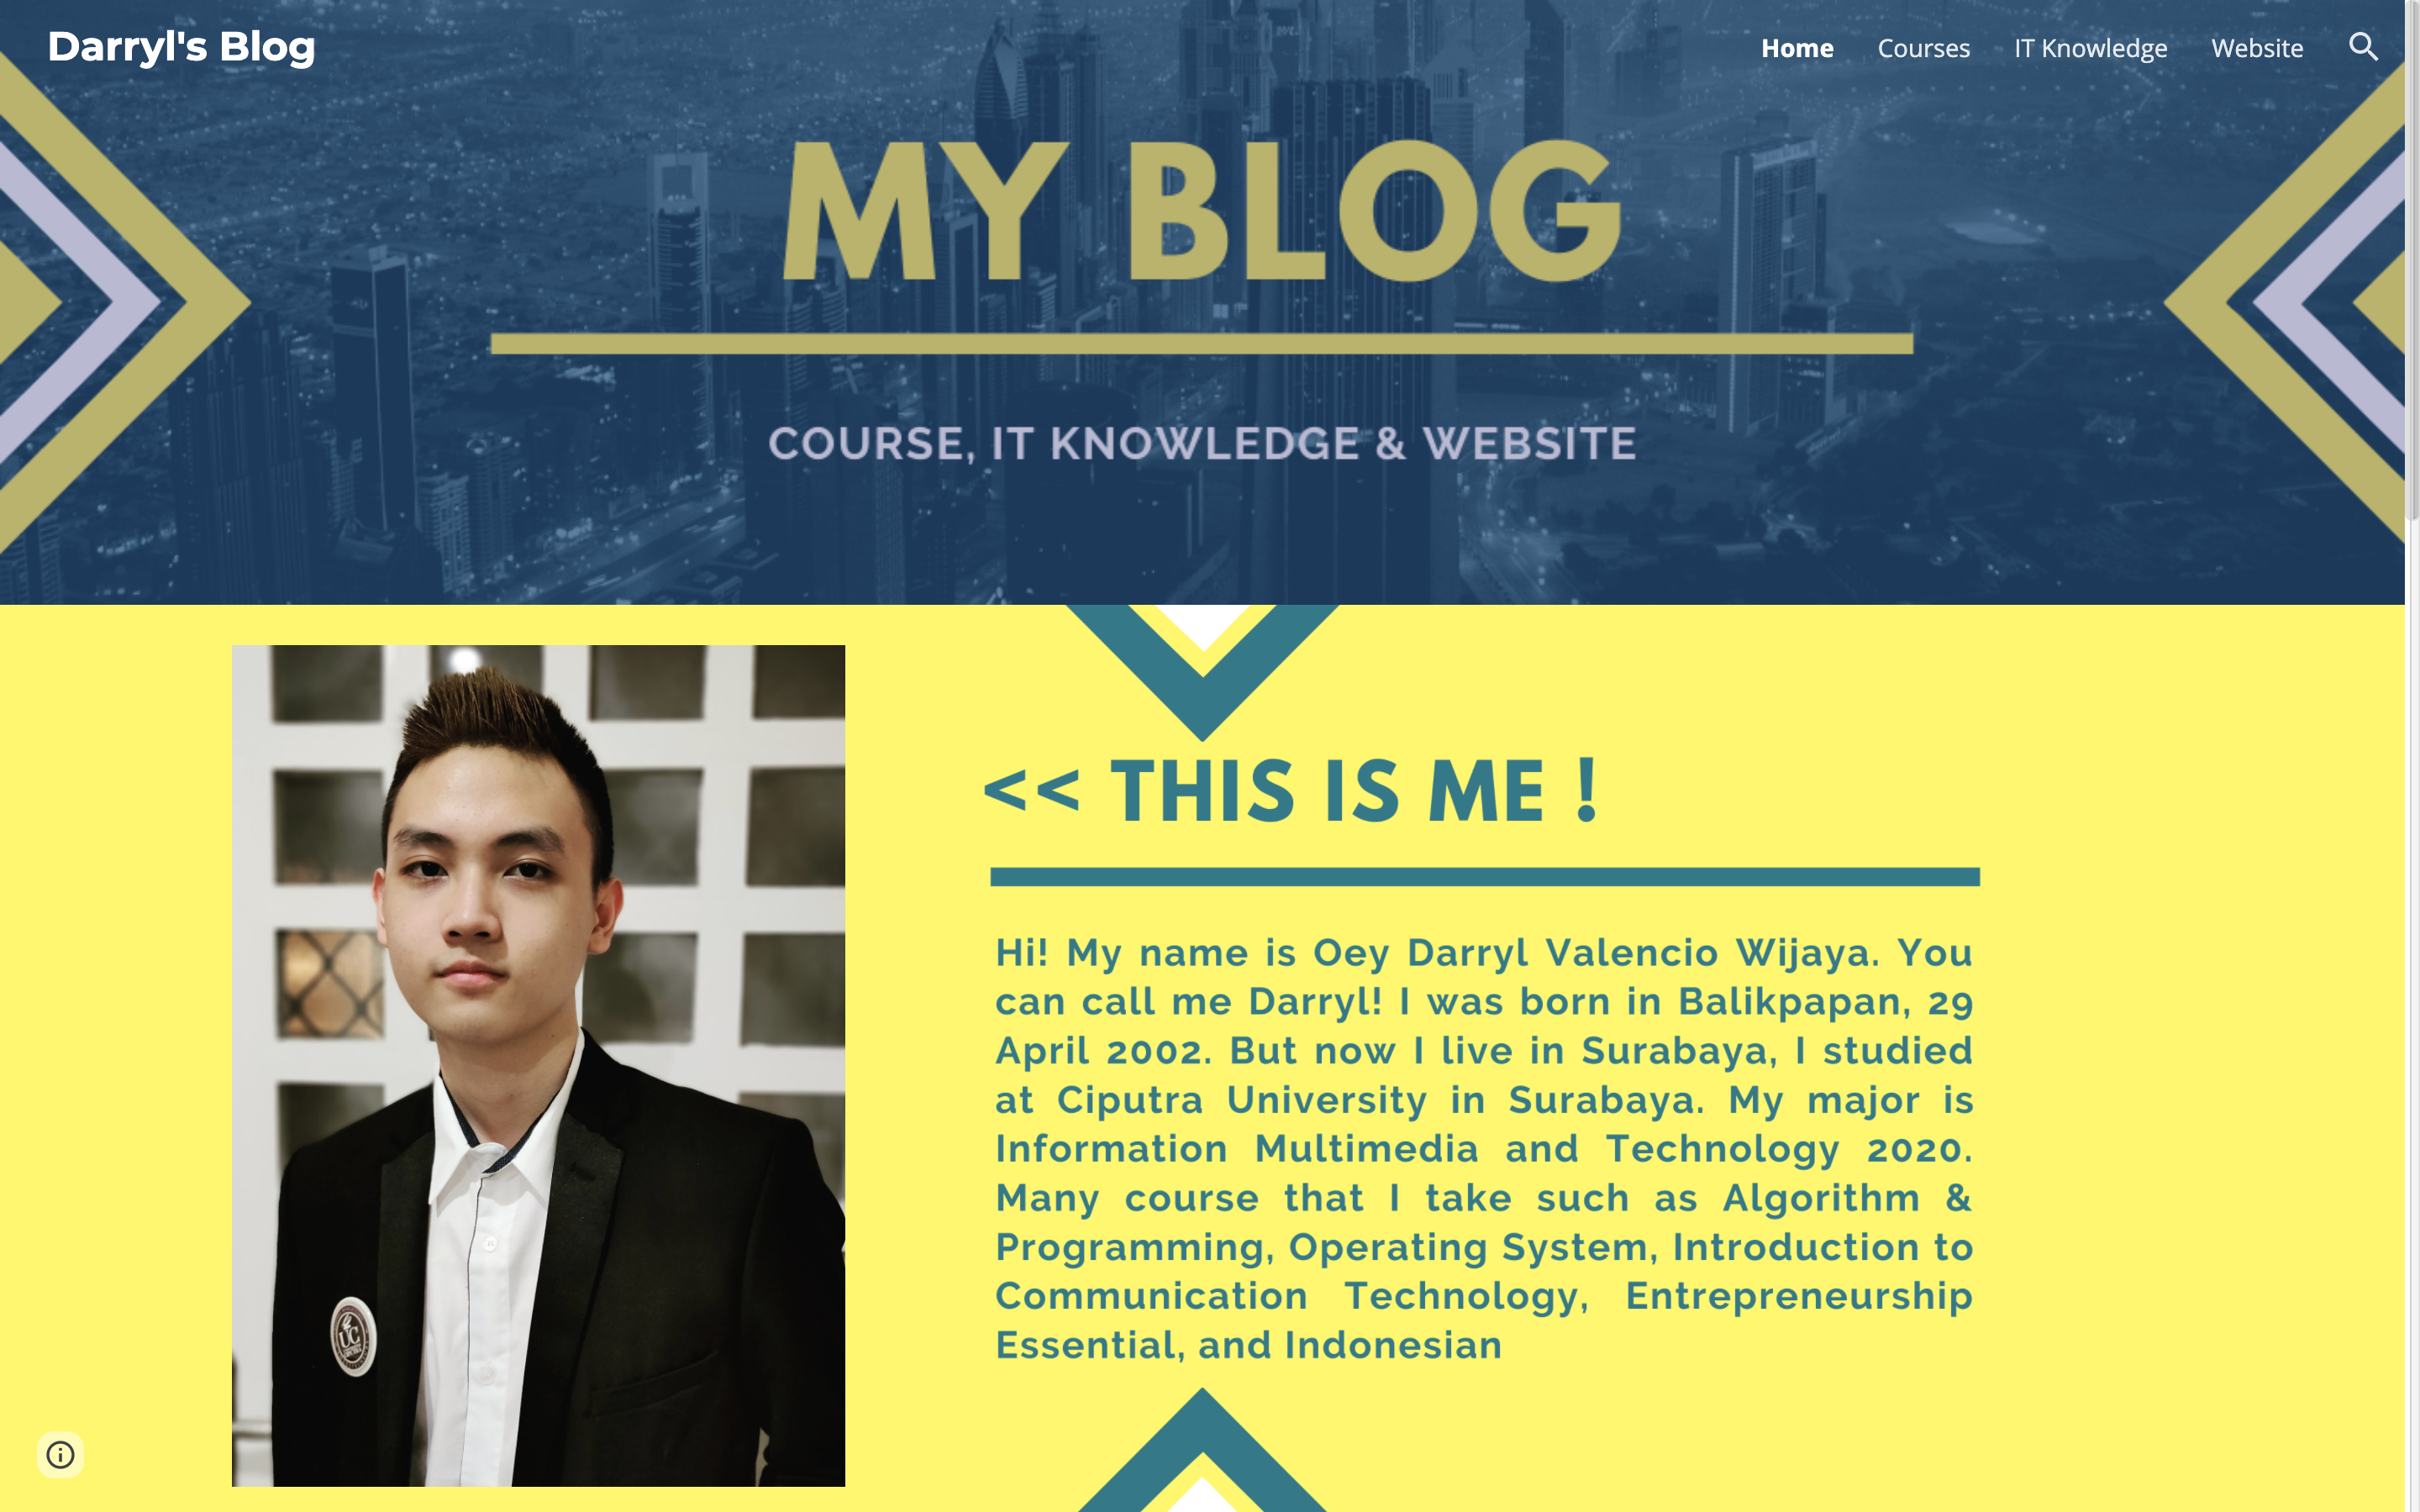 Darryl's Blog
Home Courses IT Knowledge Website
MY BLOG
COURSE, IT KNOWLEDGE & WEBSITE
<< THIS IS ME !
Hi! My name is Oey Darryl Valencio Wijaya. You
can call me Darryl! I was born in Balikpapan, 29
April 2002. But now I live in Surabaya, I studied
at Ciputra University in Surabaya. My major is
Information Multimedia and Technology 2020.
Many course that I take such as Algorithm &
Programming, Operating System, Introduction to
Communication Technology, Entrepreneurship
Essential, and Indonesian
UC